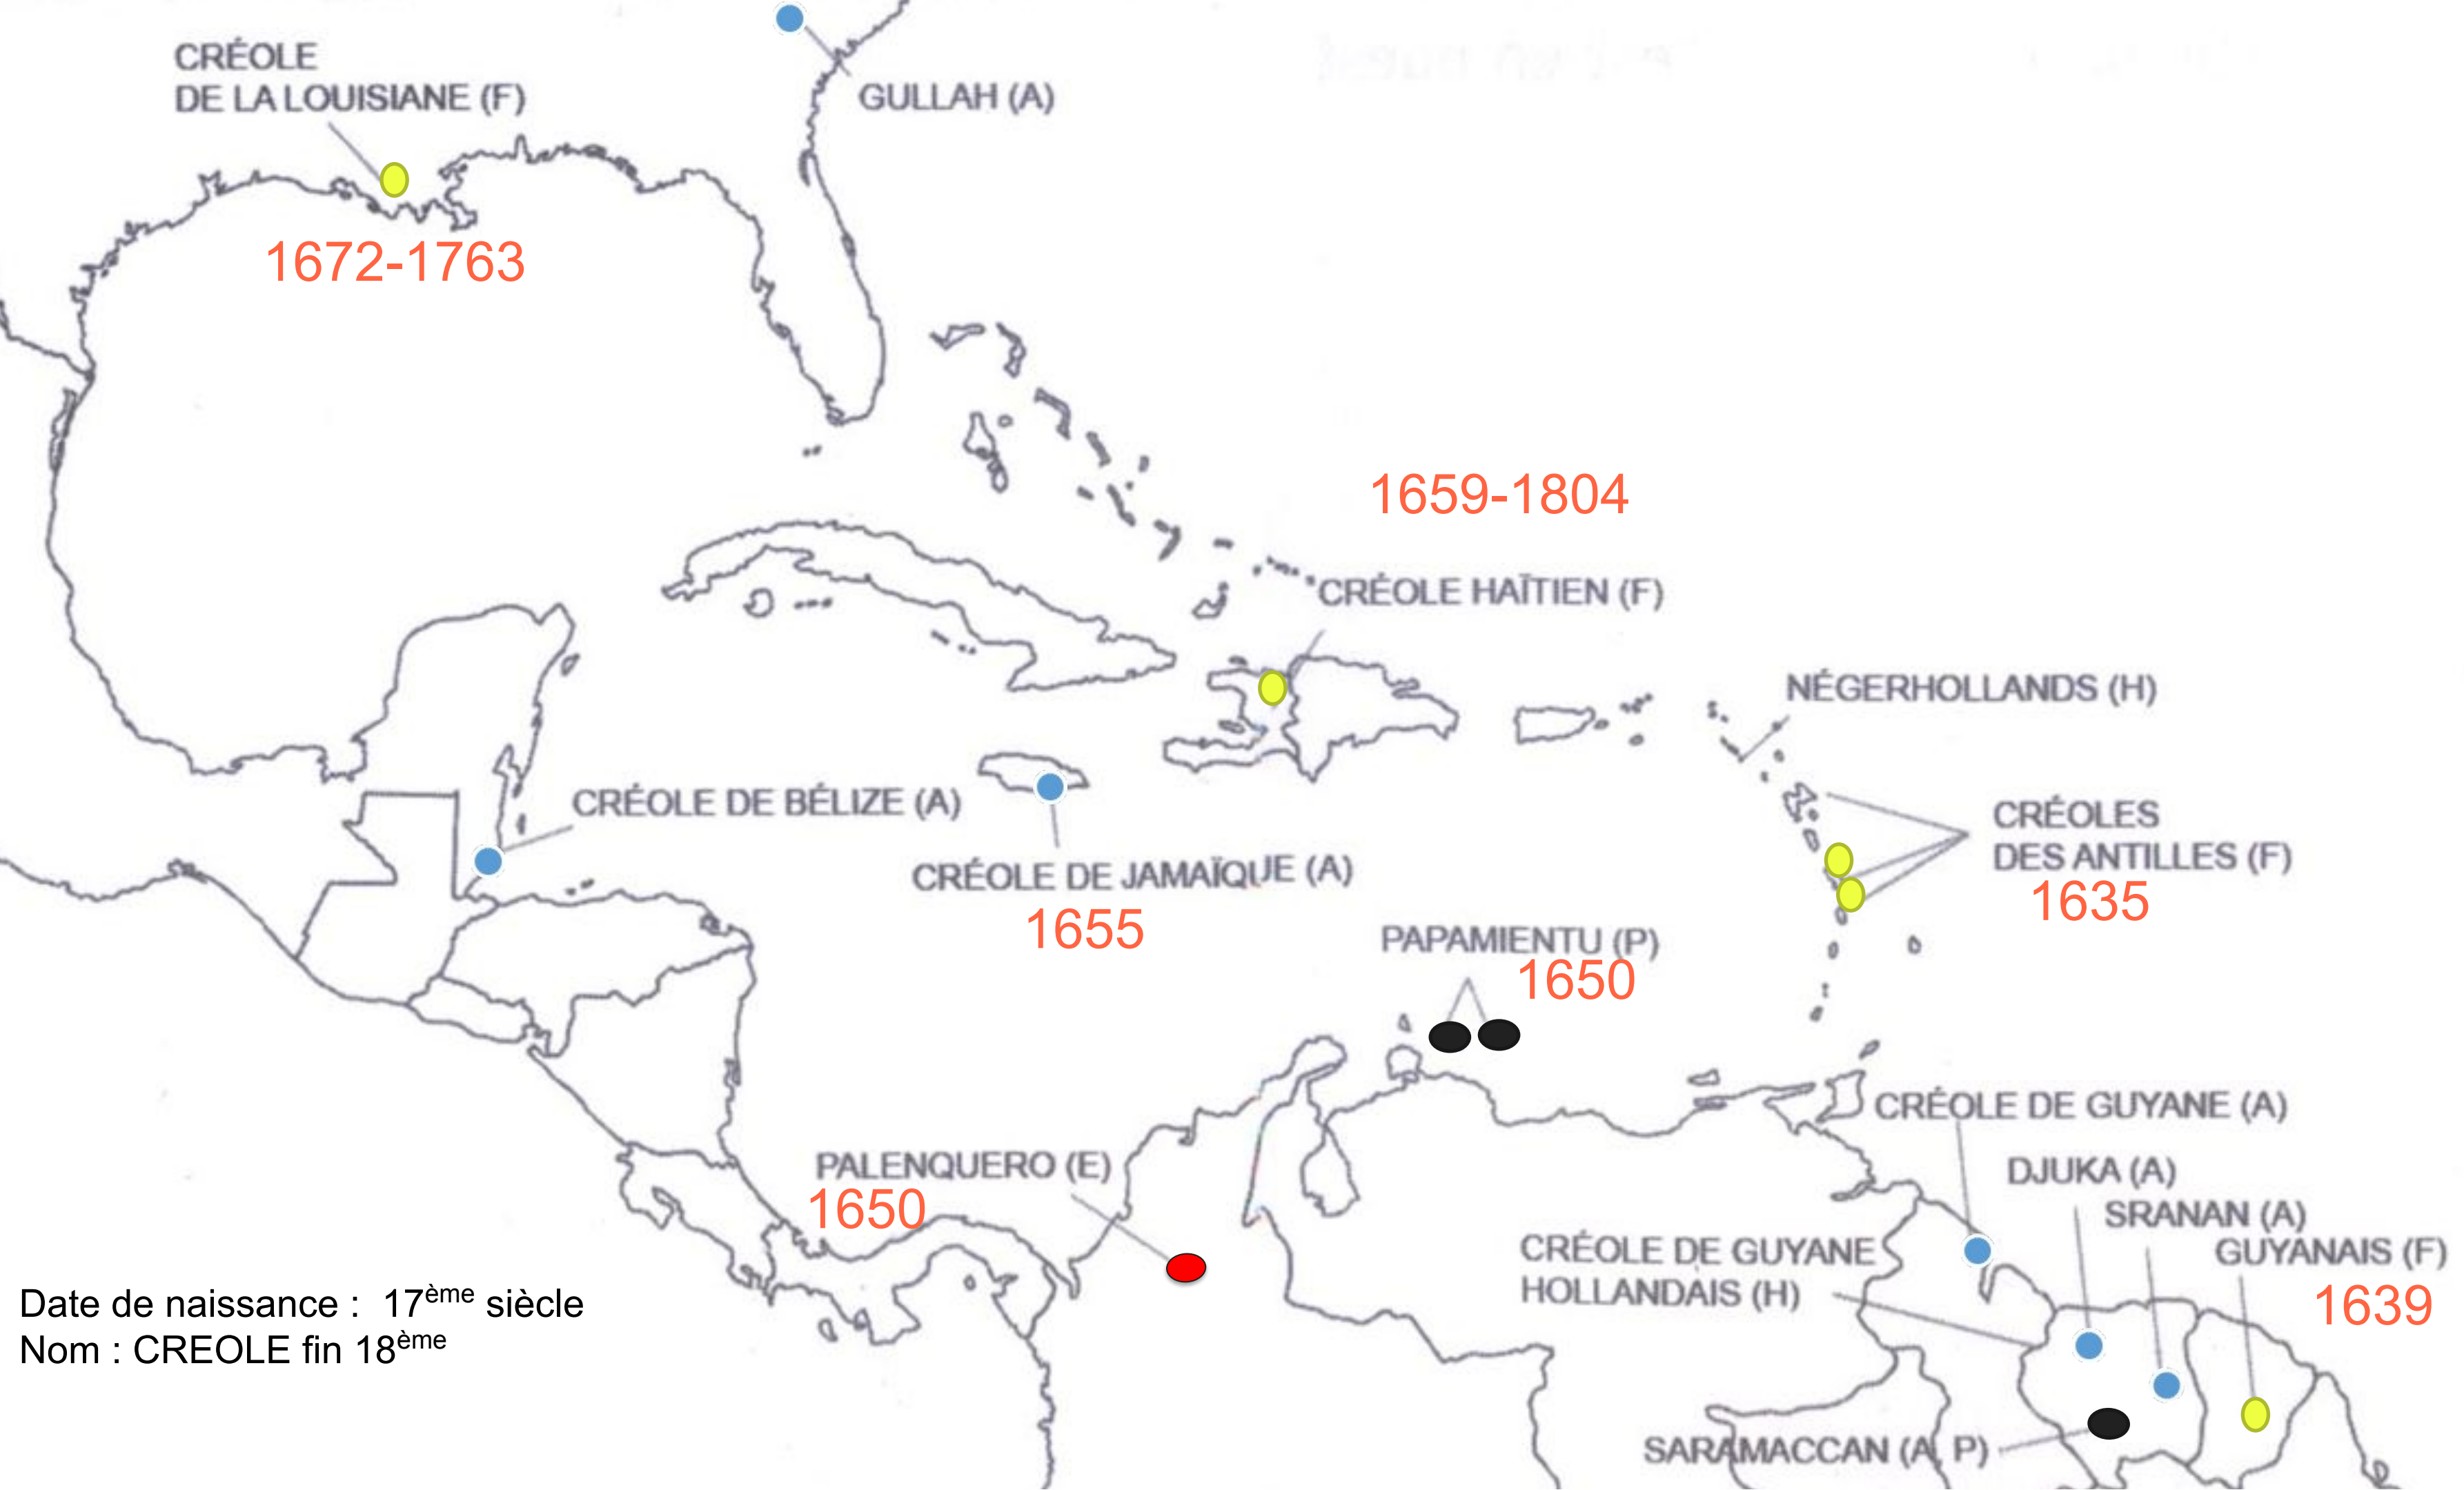 CRÉOLE
DE LA LOUISIANE (F)
1672-1763
GULLAH (A)
1659-1804
CRÉOLE HAÏTIEN (F)
NÉGERHOLLANDS (H)
CRÉOLE DE BÉLIZE (A)
CRÉOLE DE JAMAÏQUE (A)
1655
CRÉOLES
DES ANTILLES (F)
1635
PAPAMIENTU (P)
1650
PALENQUERO (E)
1650
CRÉOLE DE GUYANE (A)
DJUKA (A)
SRANAN (A)
GUYANAIS (F)
1639
CRÉOLE DE GUYANE
HOLLANDAIS (H)
SARAMACCAN (A, P)
Date de naissance : 17ème siècle
Nom : CREOLE fin 18ème